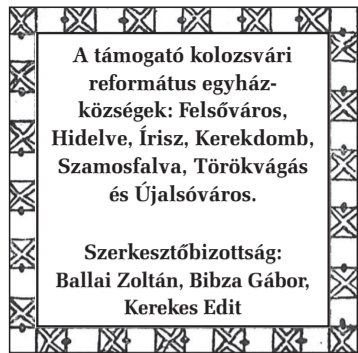 A támogató kolozsvári
református egyház-
községek: Felsőváros,
Hidelve, Írisz, Kerekdomb,
Szamosfalva, Törökvágás
és Újalsóváros.
Szerkesztőbizottság:
Ballai Zoltán, Bibza Gábor,
Kerekes Edit